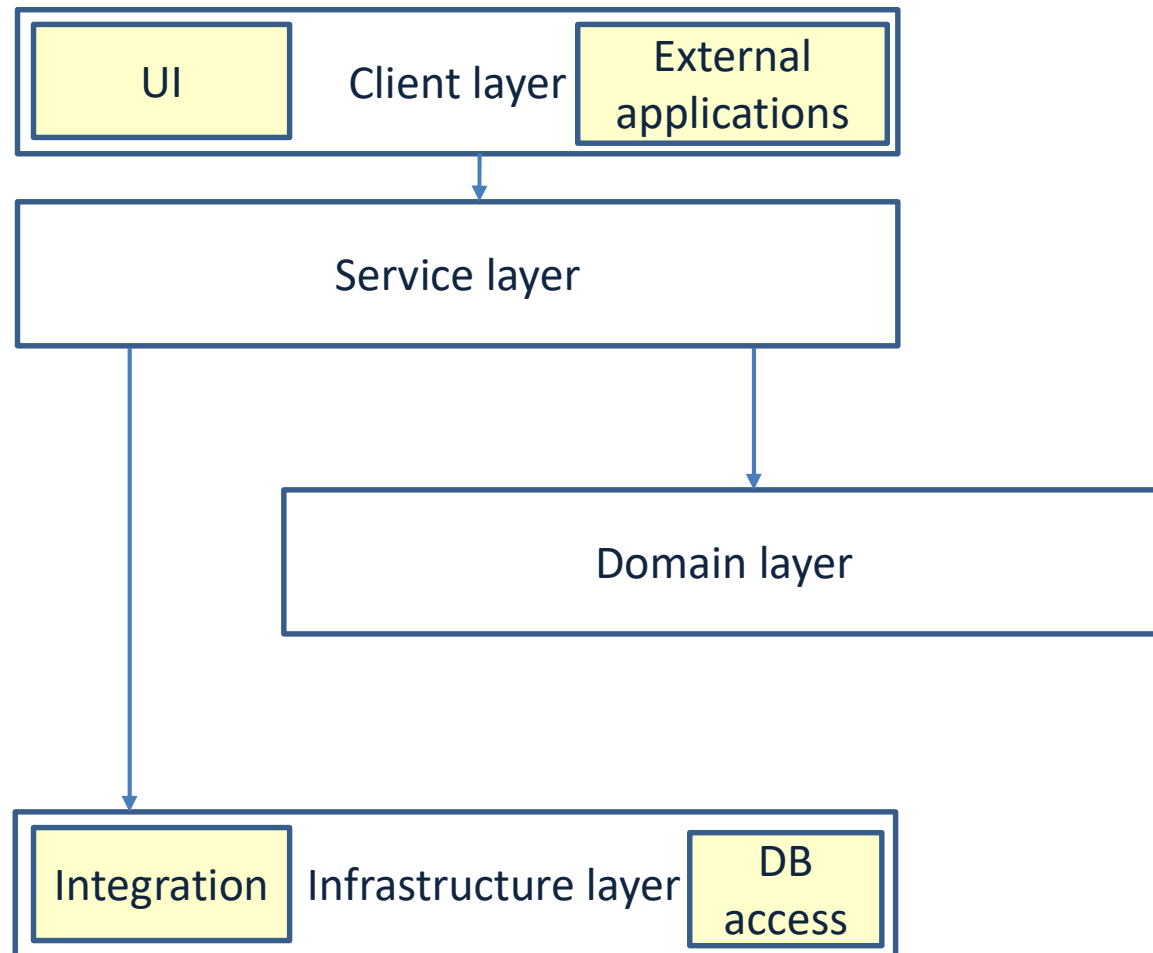 UI
Client layer
External
applications
Service layer
Domain layer
Integration
Infrastructure layer
DB
access